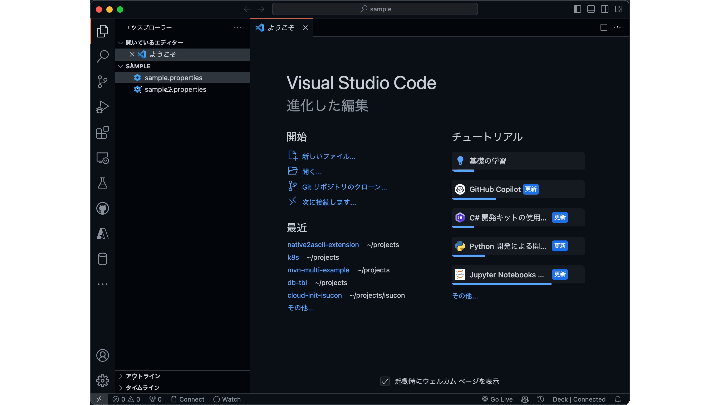 sample
エクスプローラー
ようこそ
開いているエディター
ようこそ
SAMPLE
sample.properties
sample2.properties
Visual Studio Code
進化した編集
開始
新しいファイル...
開く...
Git リポジトリのクローン...
次に接続します...
最近
native2ascii-extension ~/projects
k8s ~/projects
mvn-multi-example ~/projects
db-tbl ~/projects
cloud-init-isucon ~/projects/isucon
その他...
チュートリアル
基礎の学習
GitHub Copilot 更新
C# 開発キットの使用... 更新
Python 開発による開... 更新
Jupyter Notebooks ... 更新
その他...
起動時にウェルカム ページを表示
アウトライン
タイムライン
0 0 0 Connect Watch Go Live Deck | Connected